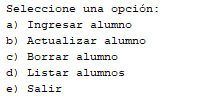 Seleccione una opción:
a) Ingresar alumno
b) Actualizar alumno
c) Borrar alumno
d) Listar alumnos
e) Salir